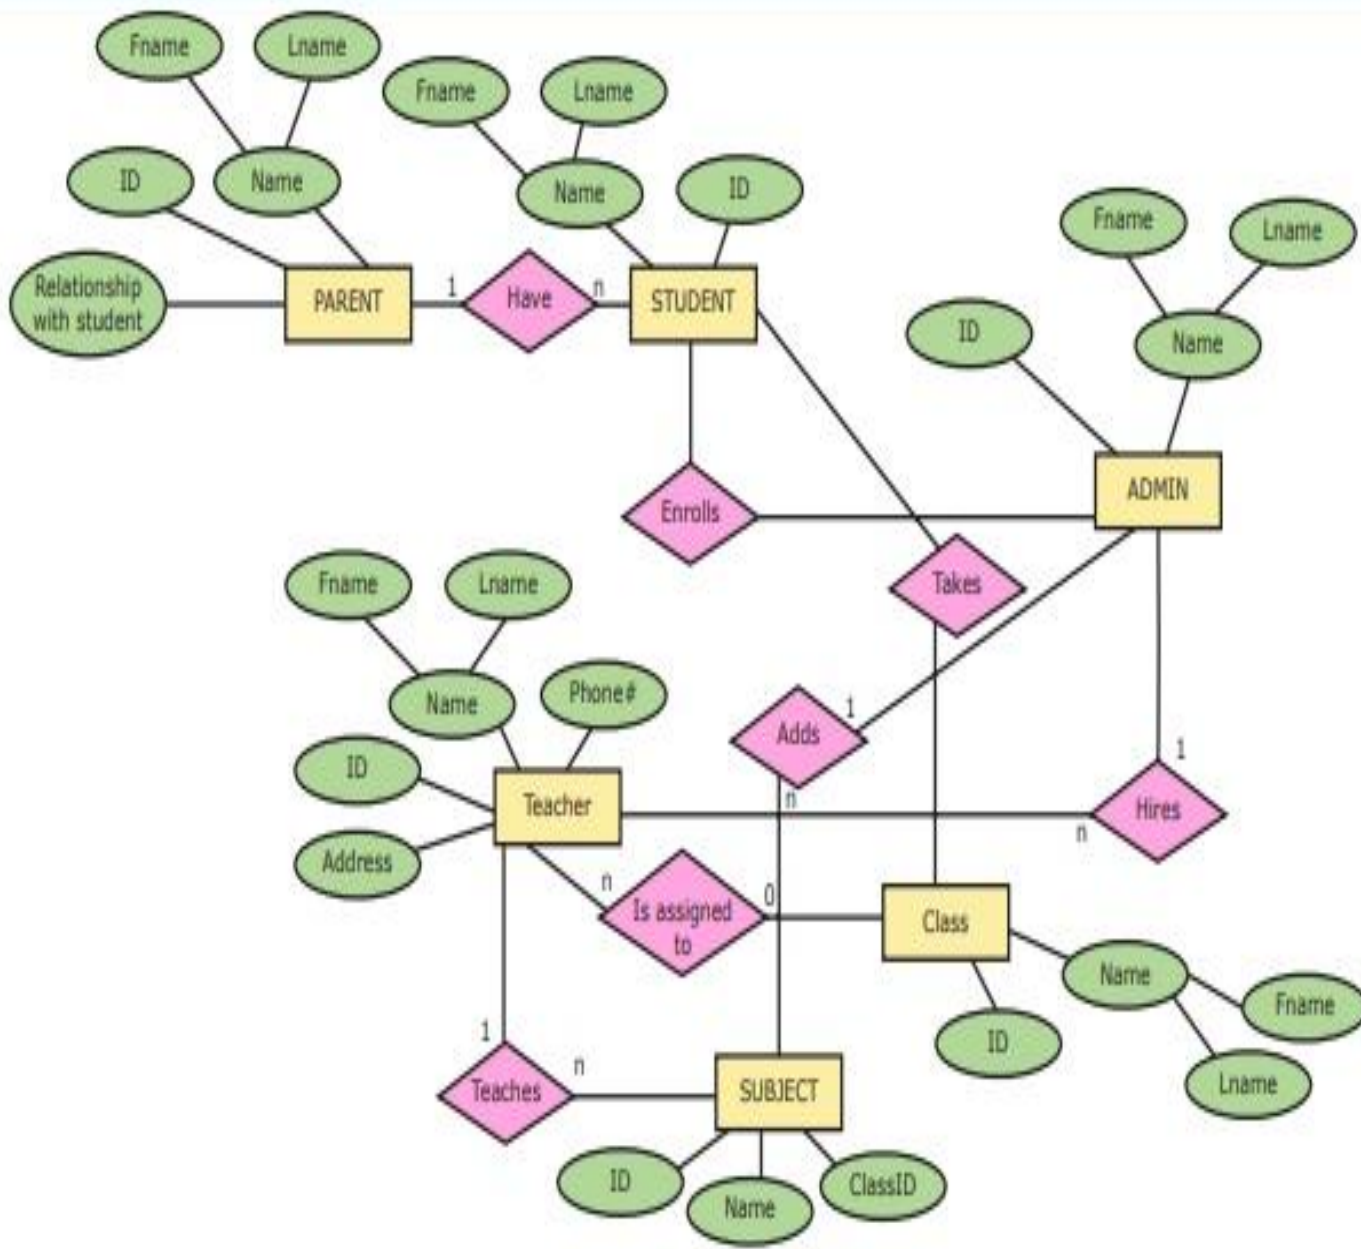 Fname
Lname
Fname
Lname
ID
Name
Name
ID
Fname
Lname
Relationship
with student
PARENT
1
Have
n
STUDENT
ID
Name
Enrolls
ADMIN
Fname
Lname
Takes
Name
Phone#
1
Adds
ID
Teacher
n
1
Hires
n
Address
n
Is assigned
to
0
Class
Name
Fname
ID
Lname
1
Teaches
n
SUBJECT
ID
Name
ClassID